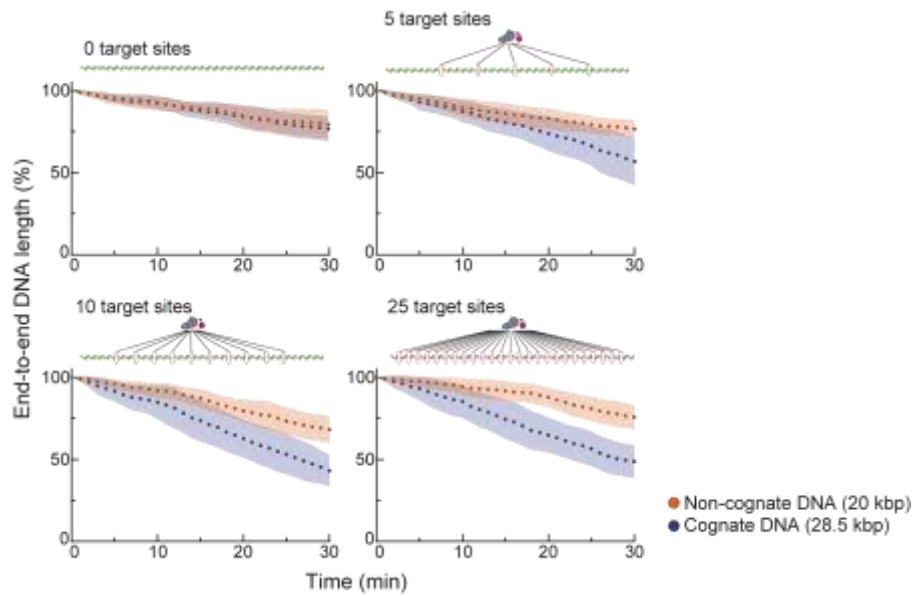 5 target sites
0 target sites
100
50
0
0 10 20 30
100
50
0
0 10 20 30
10 target sites
25 target sites
100
50
0
0 10 20 30
100
50
0
0 10 20 30
End-to-end DNA length (%)
Time (min)
Non-cognate DNA (20 kbp)
Cognate DNA (28.5 kbp)